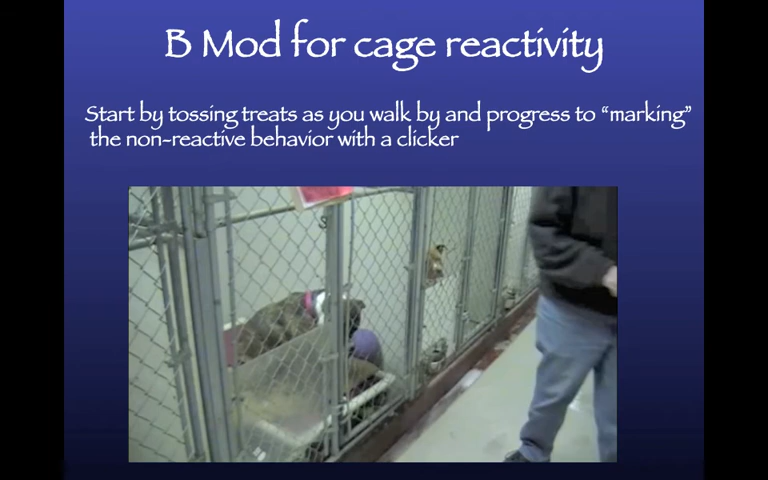 B Mod for cage reactivity
Start by tossing treats as you walk by and progress to “marking”
the non-reactive behavior with a clicker